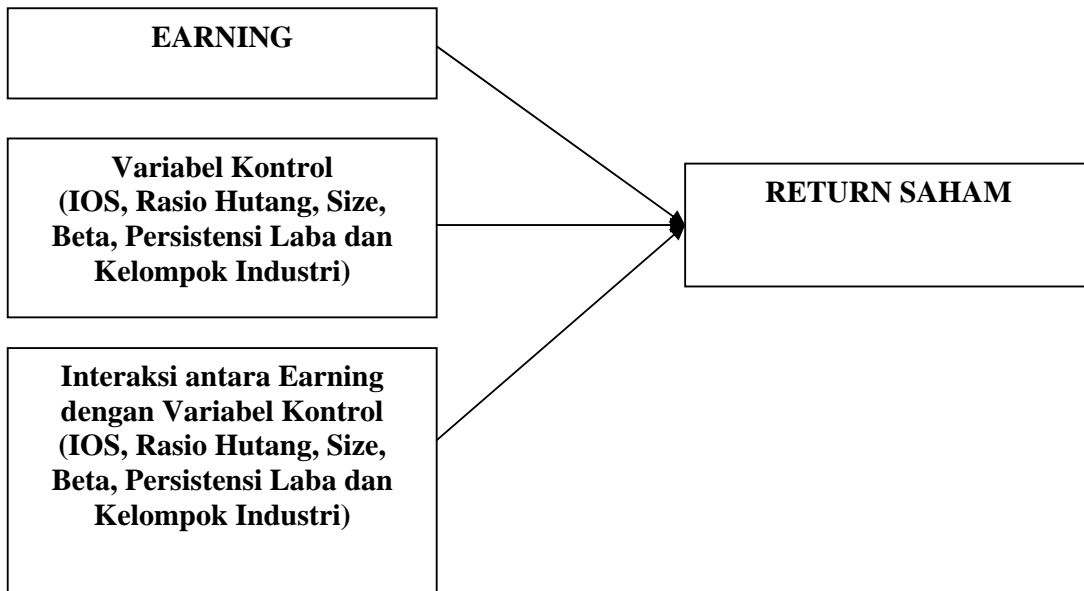 EARNING
Variabel Kontrol
(IOS, Rasio Hutang, Size,
Beta, Persistensi Laba dan
Kelompok Industri)
RETURN SAHAM
Interaksi antara Earning
dengan Variabel Kontrol
(IOS, Rasio Hutang, Size,
Beta, Persistensi Laba dan
Kelompok Industri)